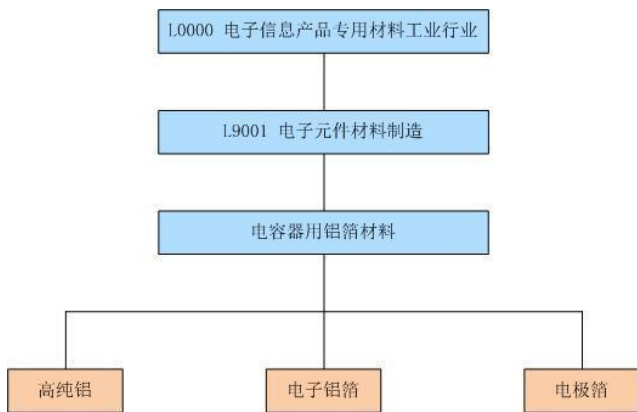 L0000 电子信息产品专用材料工业行业
L9001 电子元件材料制造
电容器用铝箔材料
高纯铝
电子铝箔
电极箔